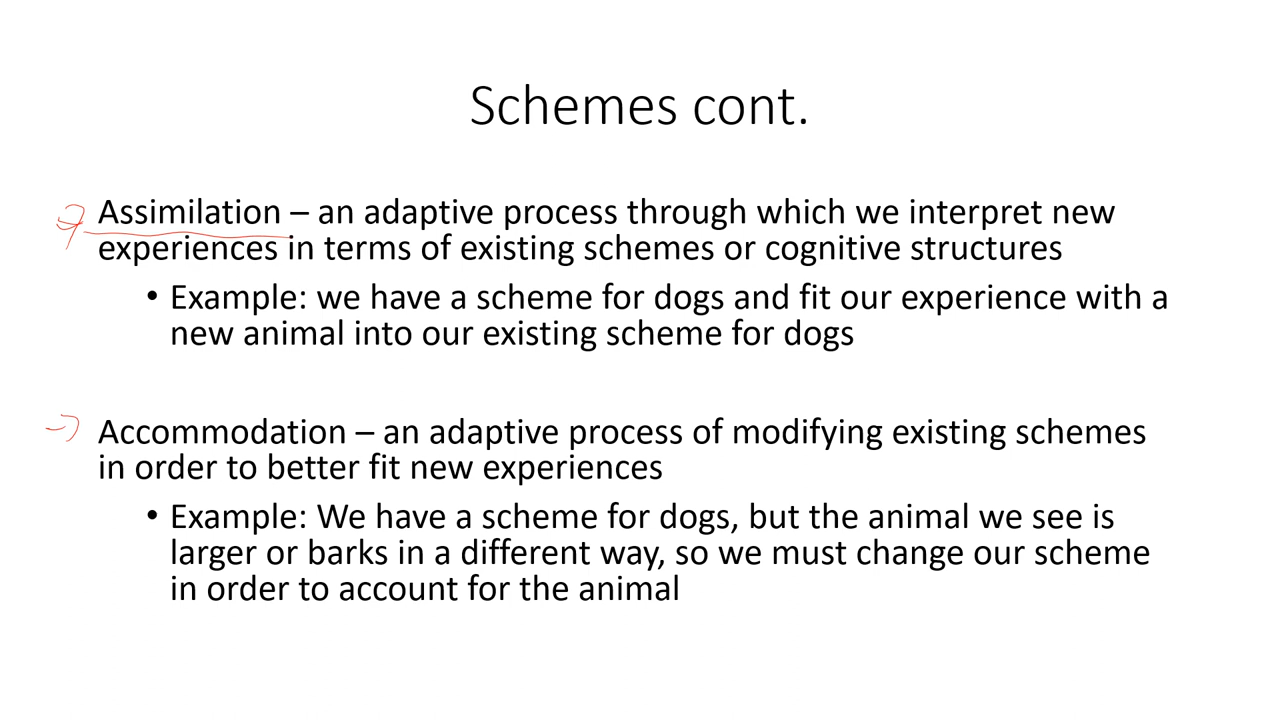 Schemes cont.
Assimilation – an adaptive process through which we interpret new
experiences in terms of existing schemes or cognitive structures
• Example: we have a scheme for dogs and fit our experience with a
new animal into our existing scheme for dogs
Accommodation – an adaptive process of modifying existing schemes
in order to better fit new experiences
• Example: We have a scheme for dogs, but the animal we see is
larger or barks in a different way, so we must change our scheme
in order to account for the animal